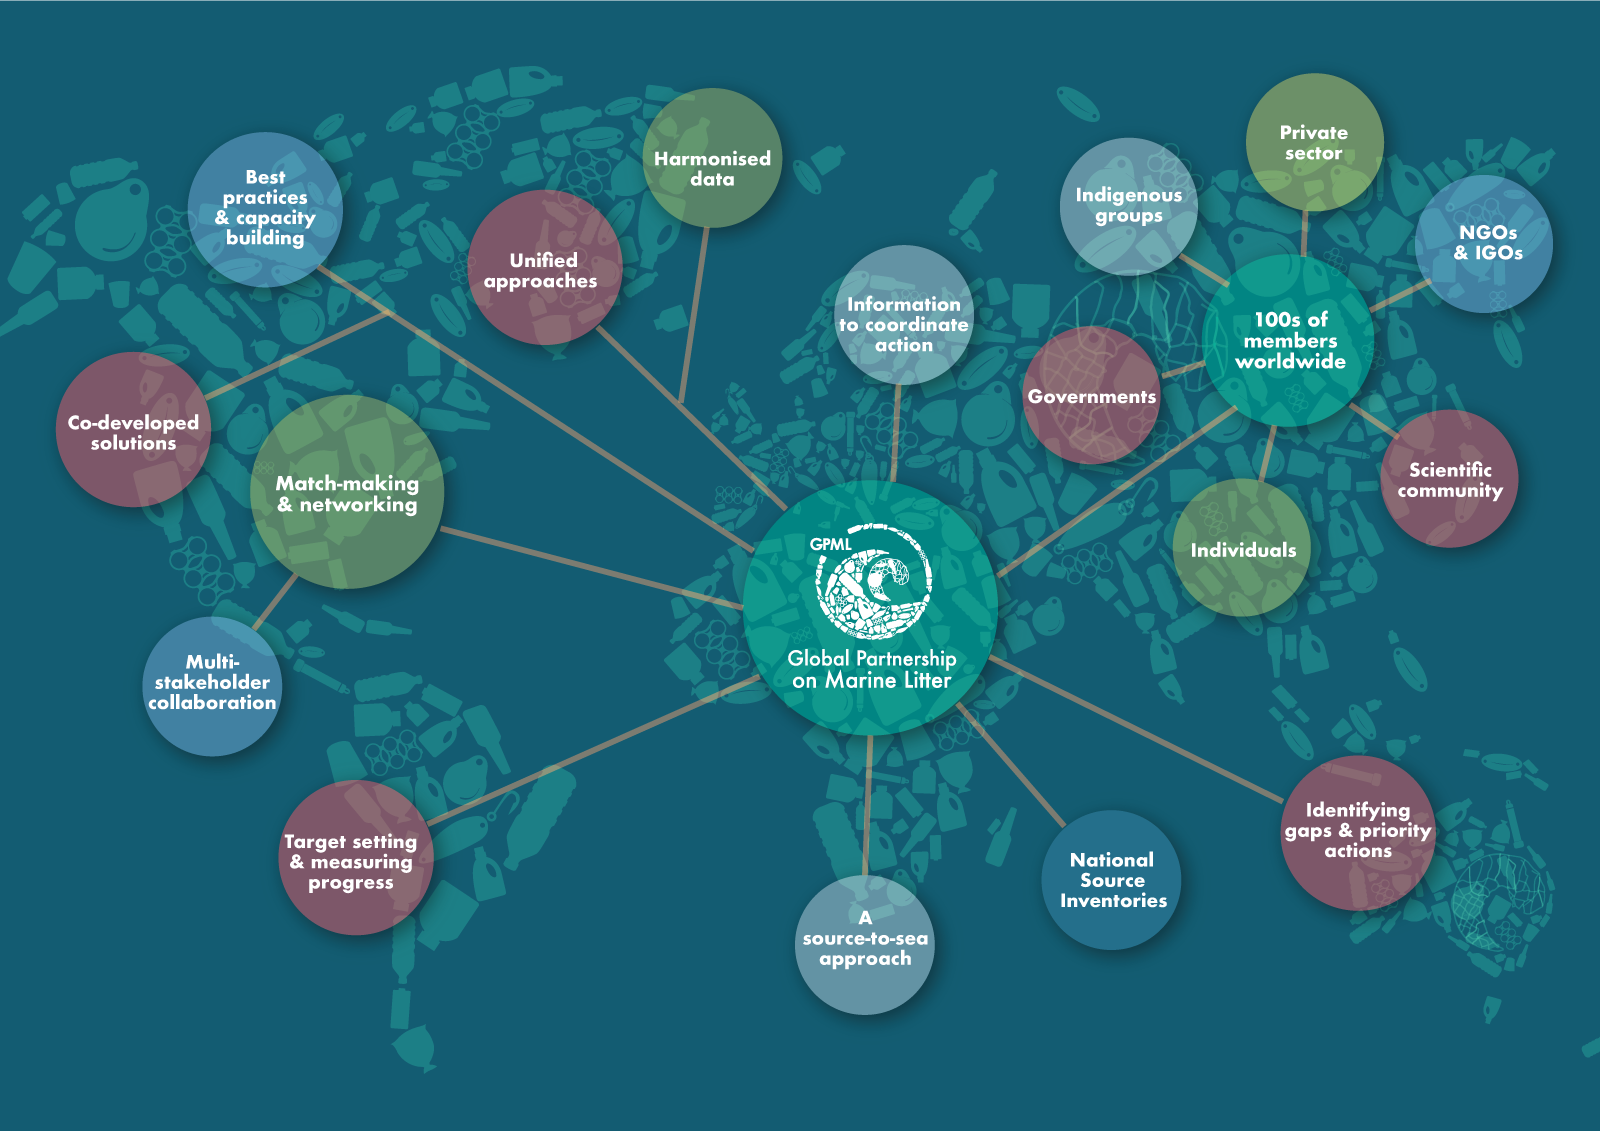 Best
practices
& capacity
building
Harmonised
data
Unified
approaches
Co-developed
solutions
Match-making
& networking
Multi-
stakeholder
collaboration
Target setting
& measuring
progress
Information
to coordinate
action
GPML
Global Partnership
on Marine Litter
A
source-to-sea
approach
National
Source
Inventories
Identifying
gaps & priority
actions
100s of
members
worldwide
Indigenous
groups
Private
sector
NGOs
& IGOs
Governments
Scientific
community
Individuals